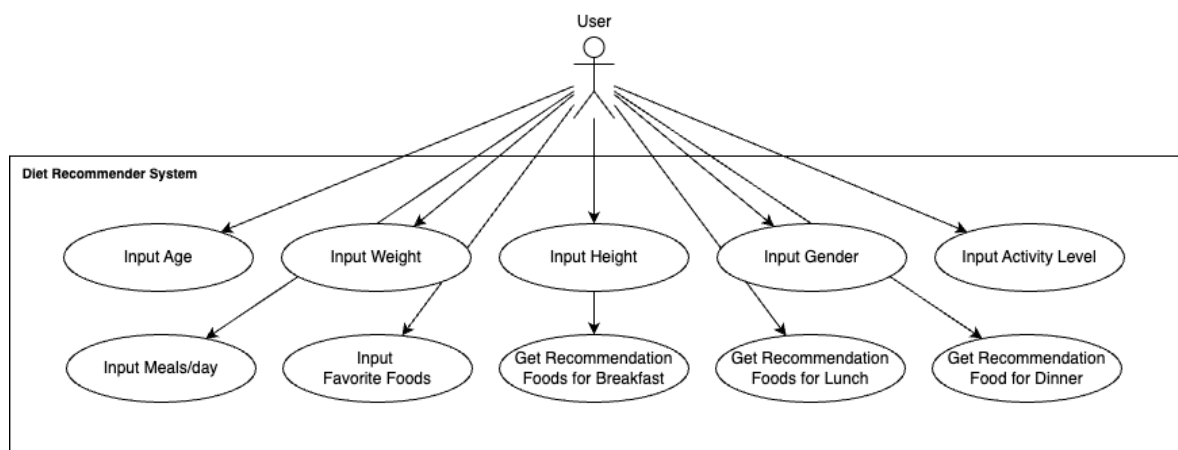 User
Diet Recommender System
Input Age
Input Weight
Input Height
Input Gender
Input Activity Level
Input Meals/day
Input
Favorite Foods
Get Recommendation
Foods for Breakfast
Get Recommendation
Foods for Lunch
Get Recommendation
Food for Dinner